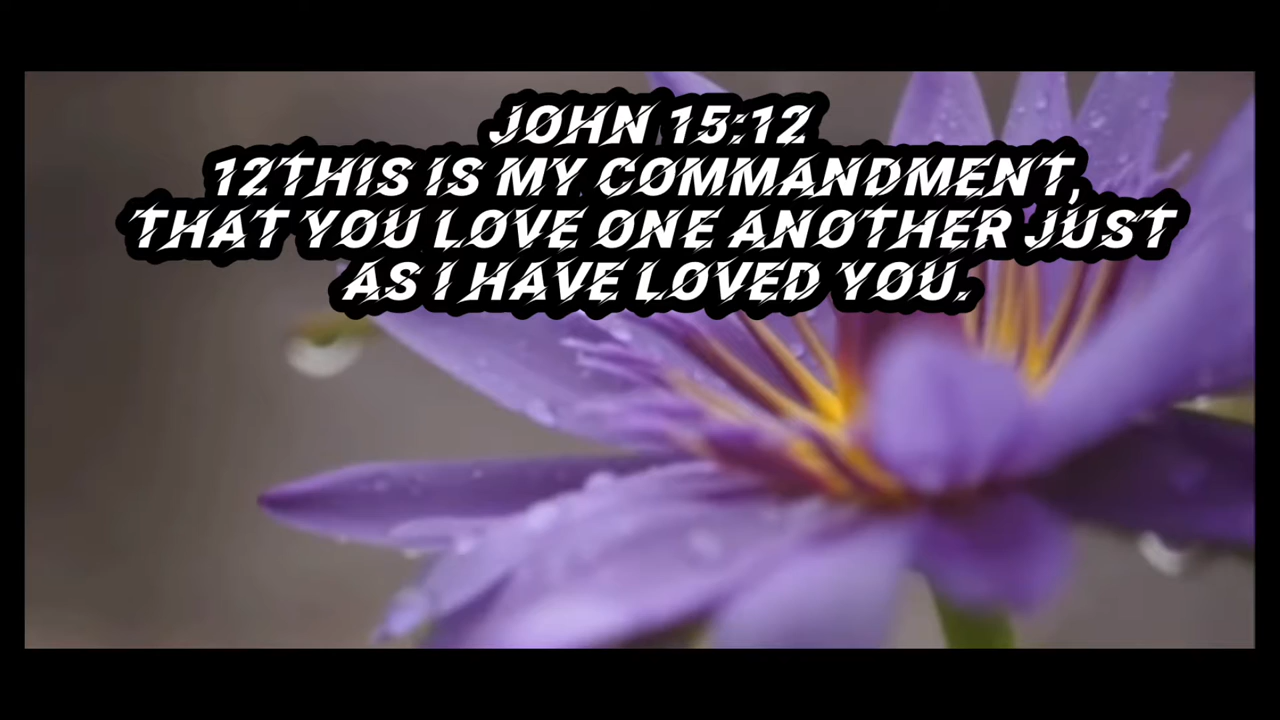 JOHN 15:12
12THIS IS MY COMMANDMENT,
THAT YOU LOVE ONE ANOTHER JUST
AS I HAVE LOVED YOU.